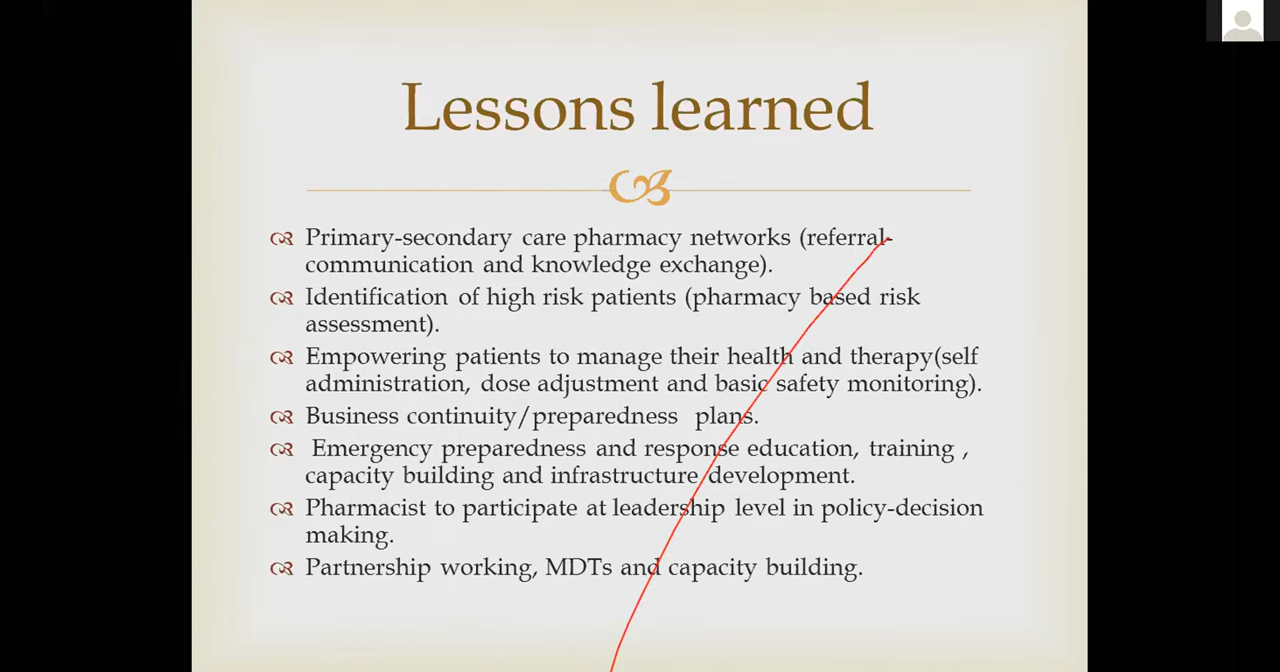 Lessons learned
Primary-secondary care pharmacy networks (referral-
communication and knowledge exchange).
Identification of high risk patients (pharmacy based risk
assessment).
Empowering patients to manage their health and therapy(self
administration, dose adjustment and basic safety monitoring).
Business continuity/preparedness plans.
Emergency preparedness and response education, training ,
capacity building and infrastructure development.
Pharmacist to participate at leadership level in policy-decision
making.
Partnership working, MDTs and capacity building.